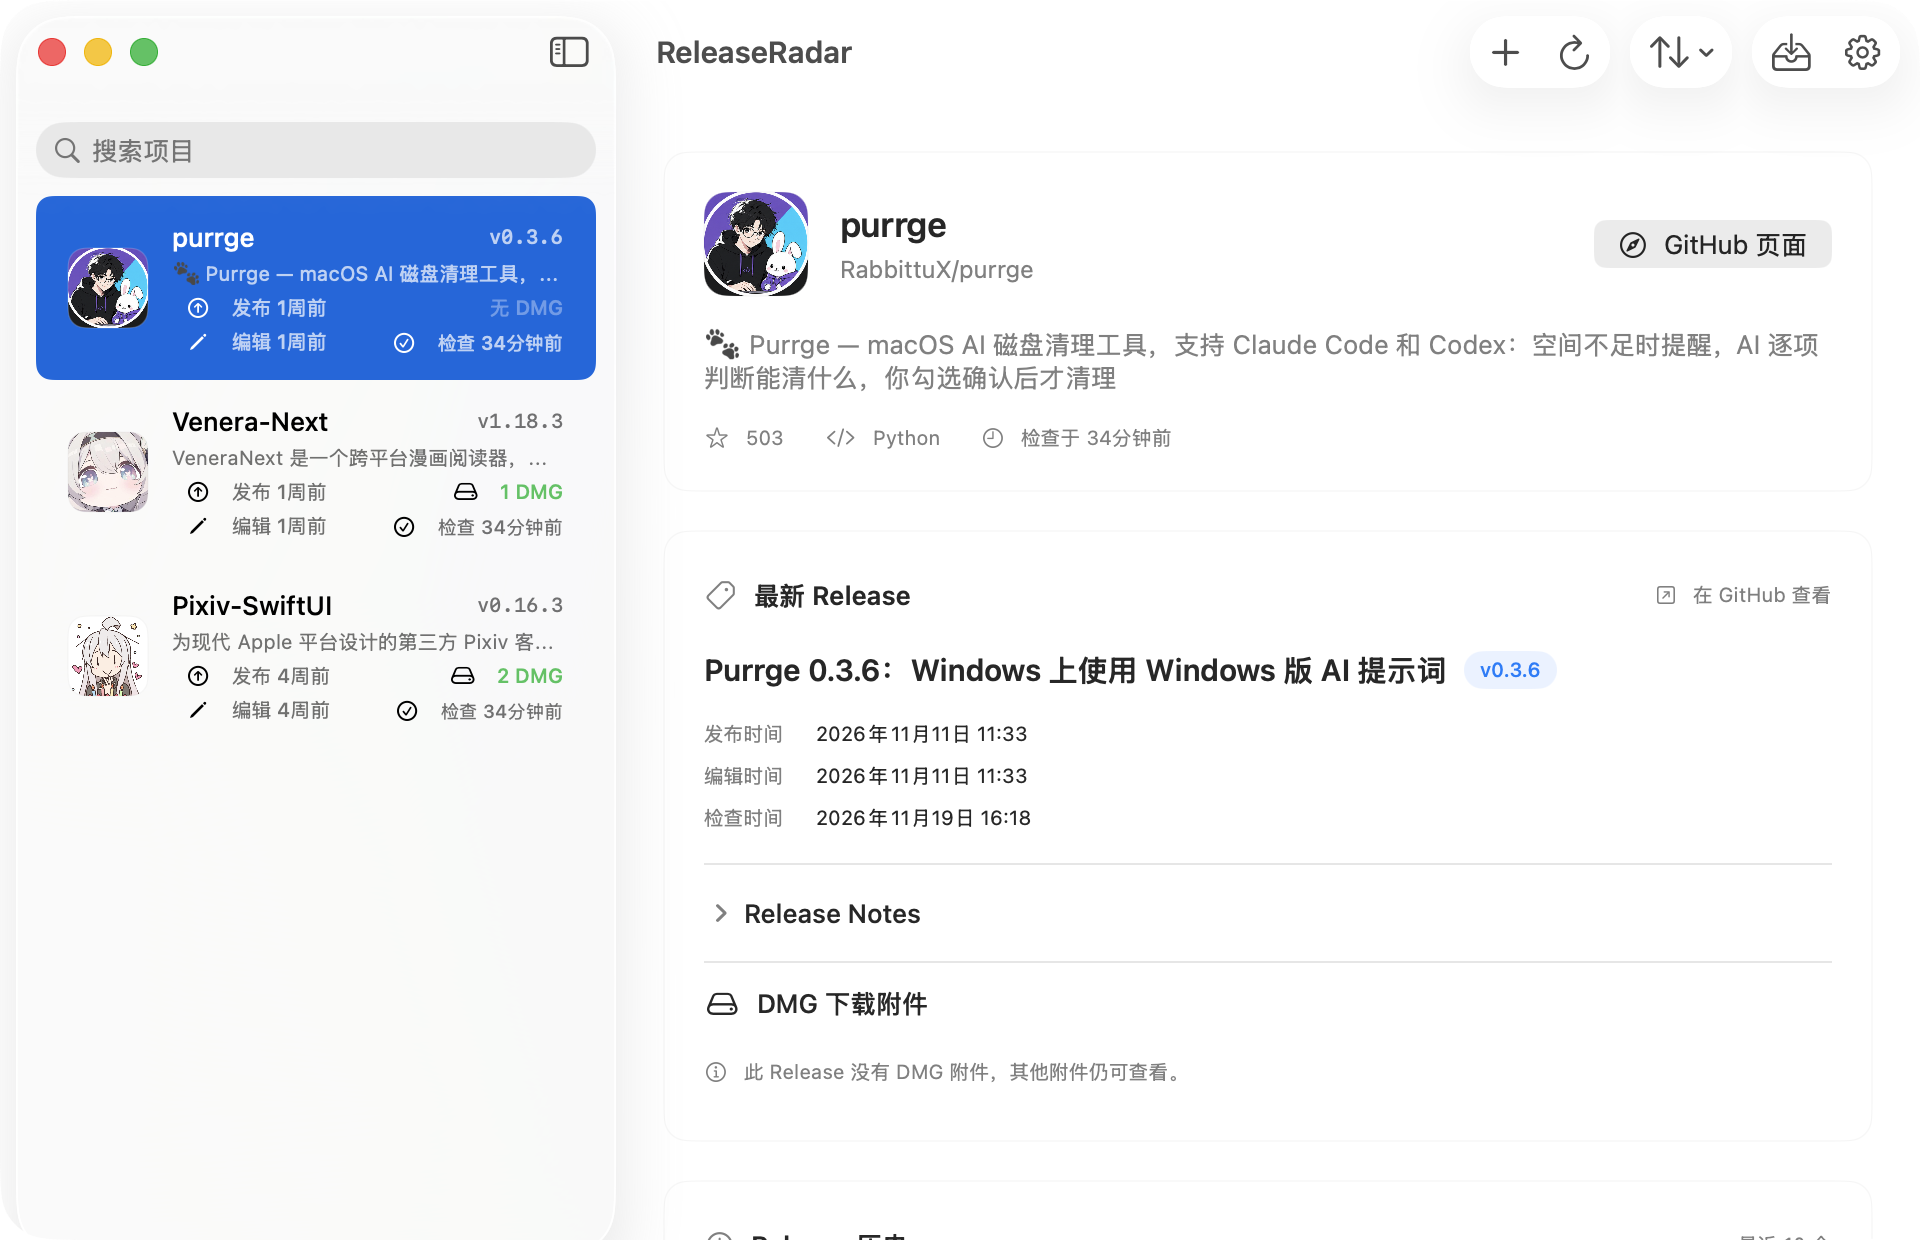 ReleaseRadar
搜索项目
purrge v0.3.6
🐾 Purrge — macOS AI 磁盘清理工具，...
发布 1周前 无 DMG
编辑 1周前 检查 34分钟前
Venera-Next v1.18.3
VeneraNext 是一个跨平台漫画阅读器，...
发布 1周前 1 DMG
编辑 1周前 检查 34分钟前
Pixiv-SwiftUI v0.16.3
为现代 Apple 平台设计的第三方 Pixiv 客...
发布 4周前 2 DMG
编辑 4周前 检查 34分钟前
purrge
RabbittuX/purrge
GitHub 页面
🐾 Purrge — macOS AI 磁盘清理工具，支持 Claude Code 和 Codex：空间不足时提醒，AI 逐项
判断能清什么，你勾选确认后才清理
503 </> Python 检查于 34分钟前
最新 Release 在 GitHub 查看
Purrge 0.3.6：Windows 上使用 Windows 版 AI 提示词 v0.3.6
发布时间 2026年11月11日 11:33
编辑时间 2026年11月11日 11:33
检查时间 2026年11月19日 16:18
Release Notes
DMG 下载附件
此 Release 没有 DMG 附件，其他附件仍可查看。
Release 历史